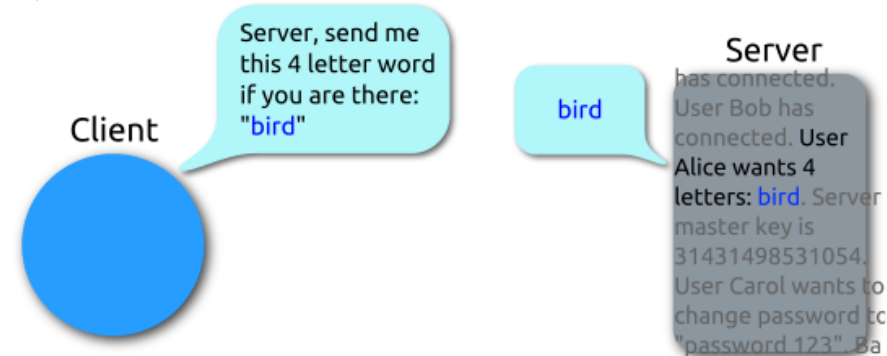 Client
Server, send me
this 4 letter word
if you are there:
"bird"
bird
Server
has connected.
User Bob has
connected. User
Alice wants 4
letters: bird. Server
master key is
31431498531054.
User Carol wants to
change password to
"password 123". Ba